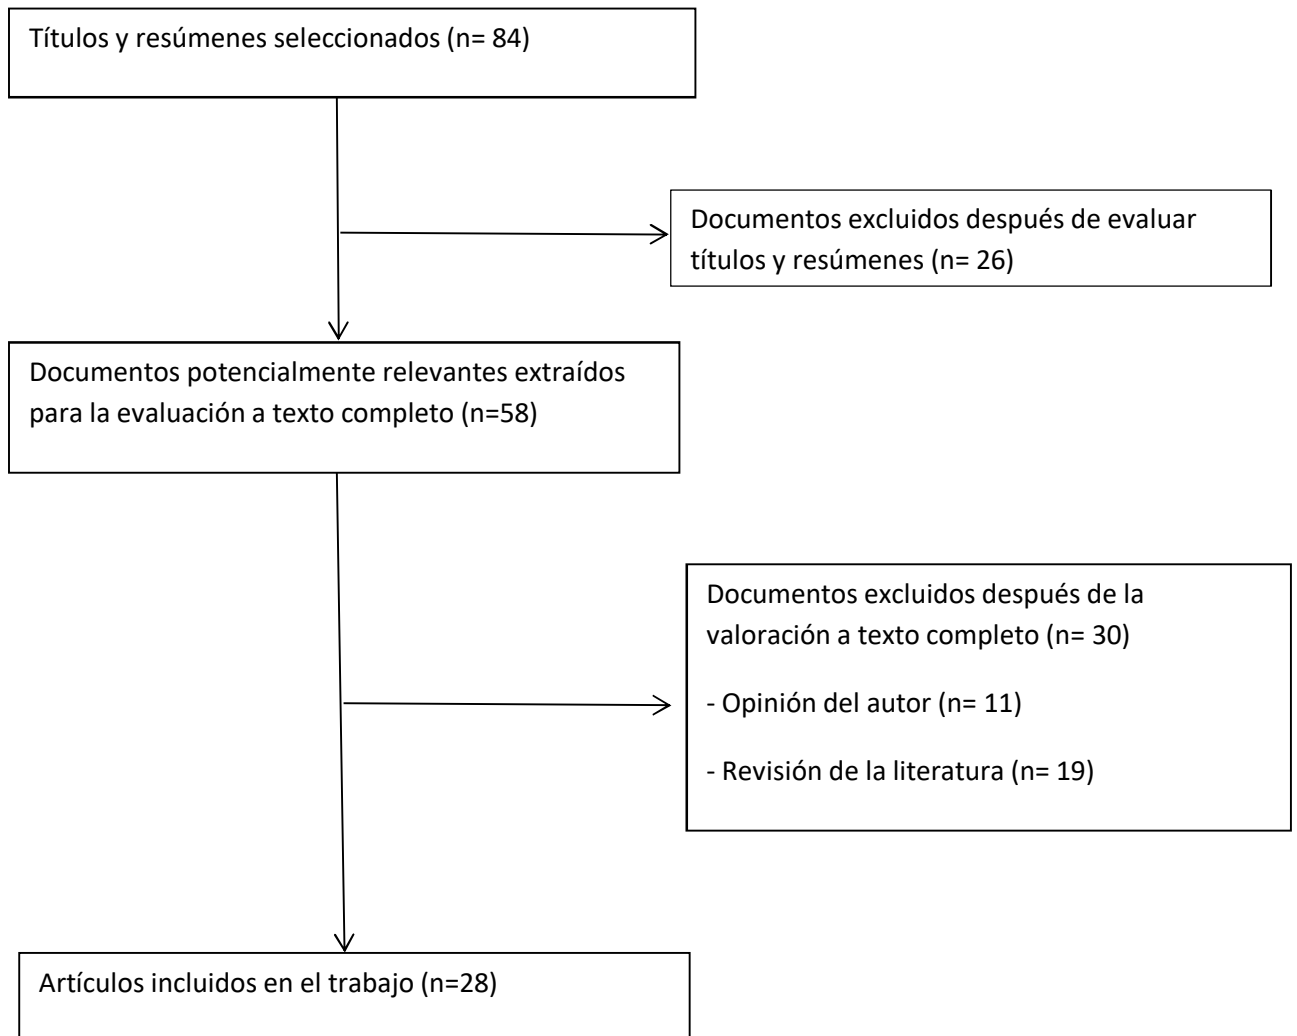 Títulos y resúmenes seleccionados (n= 84)
Documentos excluidos después de evaluar
títulos y resúmenes (n= 26)
Documentos potencialmente relevantes extraídos
para la evaluación a texto completo (n=58)
Documentos excluidos después de la
valoración a texto completo (n= 30)
- Opinión del autor (n= 11)
- Revisión de la literatura (n= 19)
Artículos incluidos en el trabajo (n=28)